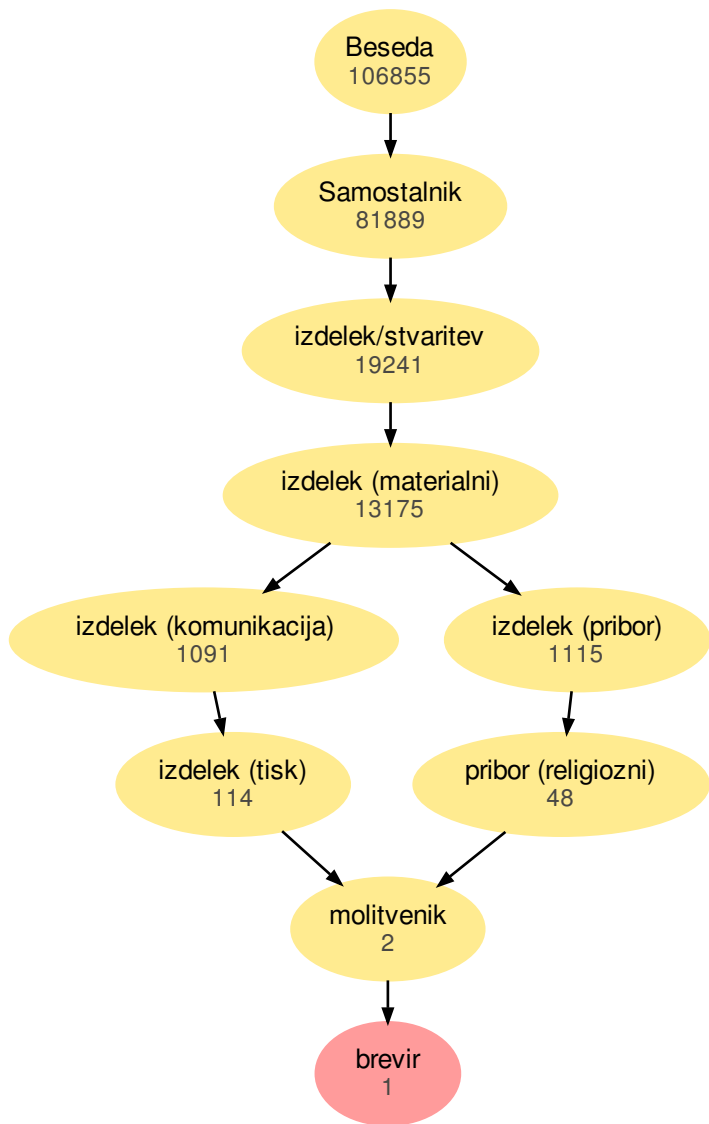 Beseda
106855
Samostalnik
81889
izdelek/stvaritev
19241
izdelek (materialni)
13175
izdelek (komunikacija)
1091
izdelek (pribor)
1115
izdelek (tisk)
114
pribor (religiozni)
48
molitvenik
2
brevir
1